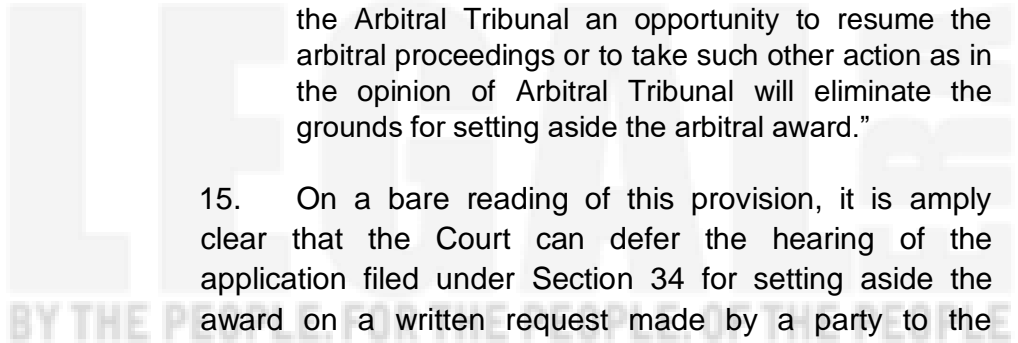 the Arbitral Tribunal an opportunity to resume the
arbitral proceedings or to take such other action as in
the opinion of Arbitral Tribunal will eliminate the
grounds for setting aside the arbitral award.”
15. On a bare reading of this provision, it is amply
clear that the Court can defer the hearing of the
application filed under Section 34 for setting aside the
award on a written request made by a party to the
LEGAL
BY THE PEOPLE. FOR THE PEOPLE. OF THE PEOPLE